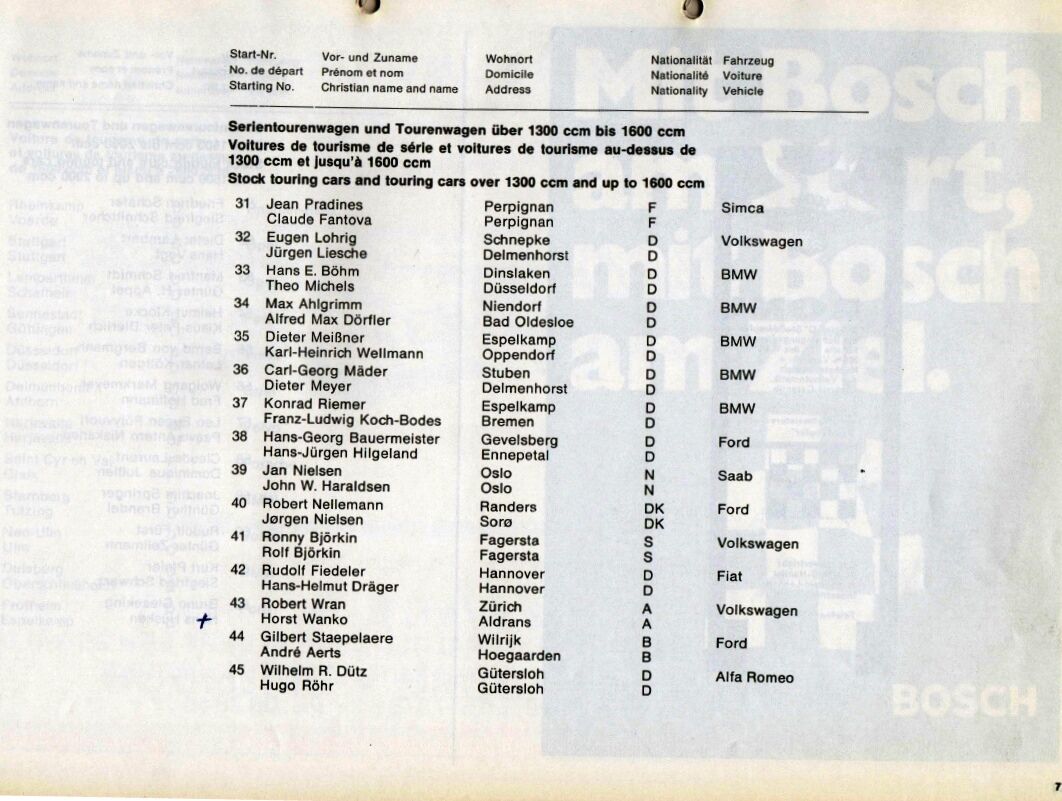 Start-Nr. Vor- und Zuname Wohnort Nationalität Fahrzeug
No. de départ Prénom et nom Domicile Nationalité Voiture
Starting No. Christian name and name Address Nationality Vehicle
Serientourenwagen und Tourenwagen über 1300 ccm bis 1600 ccm
Voitures de tourisme de série et voitures de tourisme au-dessus de
1300 ccm et jusqu'à 1600 ccm
Stock touring cars and touring cars over 1300 ccm and up to 1600 ccm
31 Jean Pradines Perpignan F Simca
Claude Fantova Perpignan F
32 Eugen Lohrig Schnepke D Volkswagen
Jürgen Liesche Delmenhorst D
33 Hans E. Böhm Dinslaken D BMW
Theo Michels Düsseldorf D
34 Max Ahlgrimm Niendorf D BMW
Alfred Max Dörfler Bad Oldesloe D
35 Dieter Meißner Espelkamp D BMW
Karl-Heinrich Wellmann Oppendorf D
36 Carl-Georg Mäder Stuben D BMW
Dieter Meyer Delmenhorst D
37 Konrad Riemer Espelkamp D BMW
Franz-Ludwig Koch-Bodes Bremen D
38 Hans-Georg Bauermeister Gevelsberg D Ford
Hans-Jürgen Hilgeland Ennepetal D
39 Jan Nielsen Oslo N Saab
John W. Haraldsen Oslo N
40 Robert Nellemann Randers DK Ford
Jørgen Nielsen Sorø DK
41 Ronny Björkin Fagersta S Volkswagen
Rolf Björkin Fagersta S
42 Rudolf Fiedeler Hannover D Fiat
Hans-Helmut Dräger Hannover D
43 Robert Wran Zürich A Volkswagen
+ Horst Wanko Aldrans A
44 Gilbert Staepelaere Wilrijk B Ford
André Aerts Hoegaarden B
45 Wilhelm R. Dütz Gütersloh D Alfa Romeo
Hugo Röhr Gütersloh D
Mit Bosch
am Start,
mit Bosch
am Ziel.
BOSCH
7